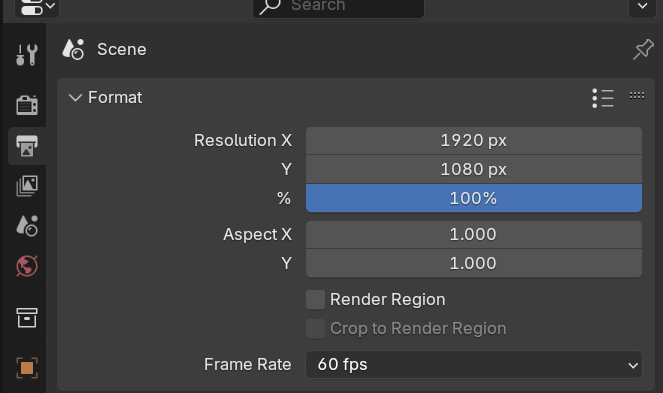 Search
Scene
Format
Resolution X 1920 px
Y 1080 px
% 100%
Aspect X 1.000
Y 1.000
Render Region
Crop to Render Region
Frame Rate 60 fps